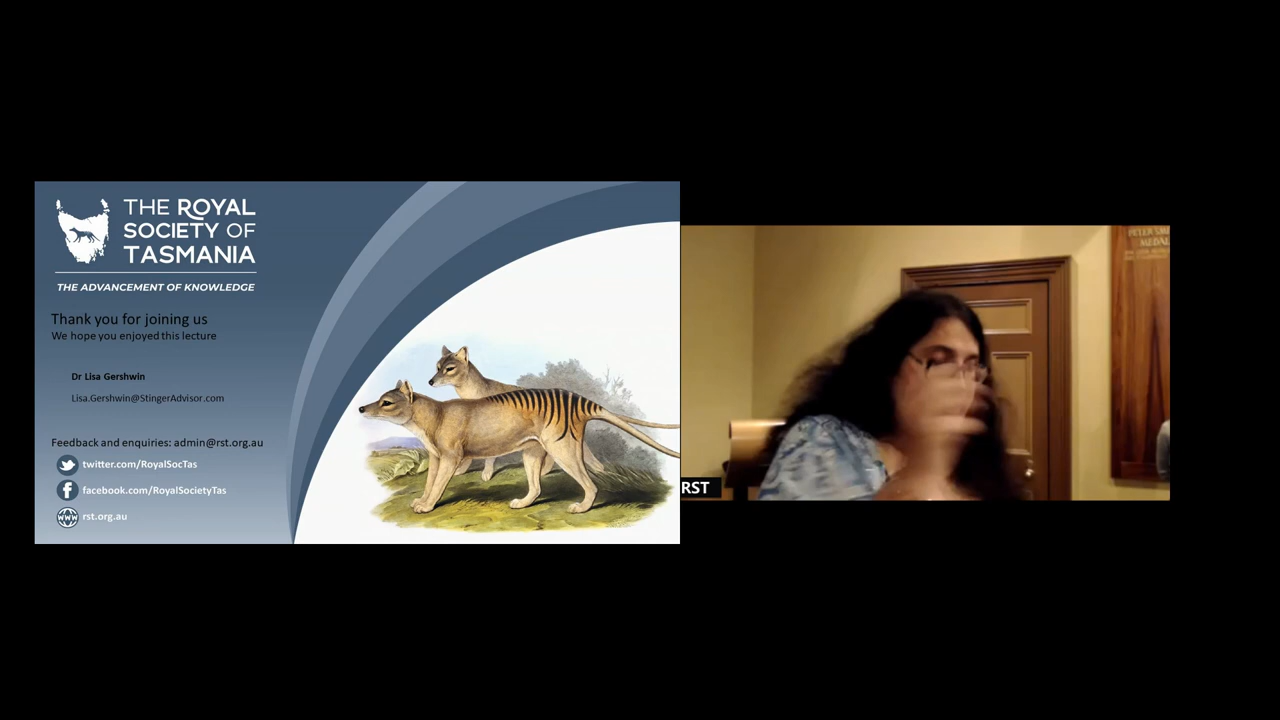 THE ROYAL
SOCIETY OF
TASMANIA
THE ADVANCEMENT OF KNOWLEDGE
Thank you for joining us
We hope you enjoyed this lecture
Dr Lisa Gershwin
Lisa.Gershwin@StingerAdvisor.com
Feedback and enquiries: admin@rst.org.au
twitter.com/RoyalSocTas
facebook.com/RoyalSocietyTas
www rst.org.au
RST
MEDAL